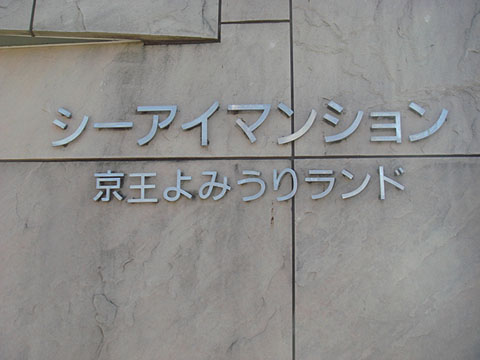 シーアイマンション
京王よみうりランド